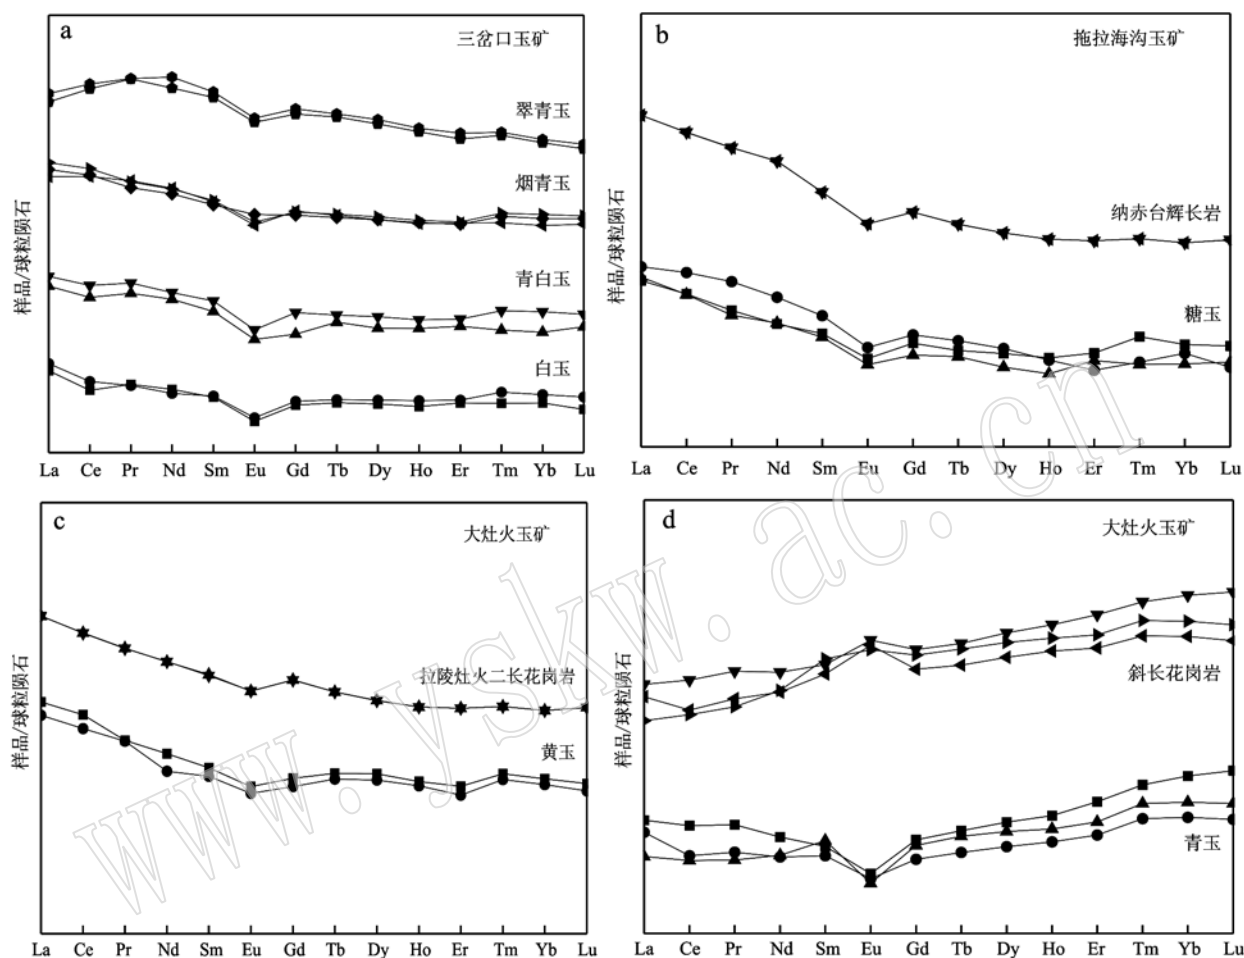 a
三岔口玉矿
翠青玉
烟青玉
青白玉
白玉
样品/球粒陨石
La Ce Pr Nd Sm Eu Gd Tb Dy Ho Er Tm Yb Lu
b
拖拉海沟玉矿
纳赤台辉长岩
糖玉
样品/球粒陨石
La Ce Pr Nd Sm Eu Gd Tb Dy Ho Er Tm Yb Lu
c
大灶火玉矿
拉陵灶火二长花岗岩
黄玉
样品/球粒陨石
La Ce Pr Nd Sm Eu Gd Tb Dy Ho Er Tm Yb Lu
d
大灶火玉矿
斜长花岗岩
青玉
样品/球粒陨石
La Ce Pr Nd Sm Eu Gd Tb Dy Ho Er Tm Yb Lu
www.yskw.ac.cn